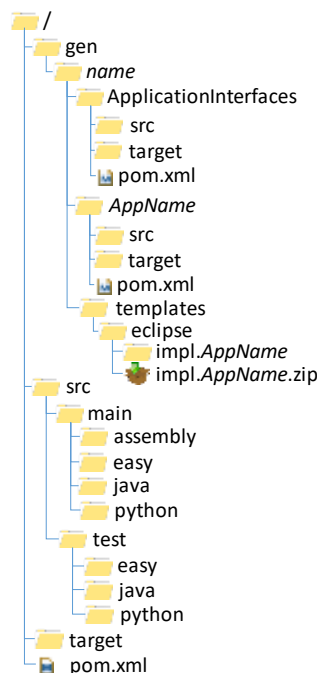 /
gen
name
ApplicationInterfaces
src
target
pom.xml
AppName
src
target
pom.xml
templates
eclipse
impl.AppName
impl.AppName.zip
src
main
assembly
easy
java
python
test
easy
java
python
target
pom.xml